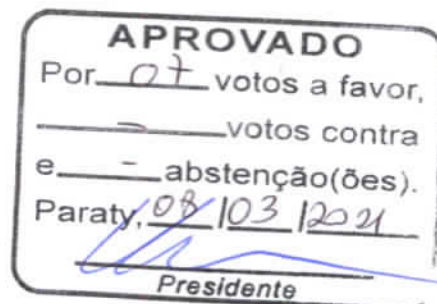 APROVADO
Por 07 votos a favor,
- votos contra
e - abstenção(ões).
Paraty, 08/03/2021
Presidente